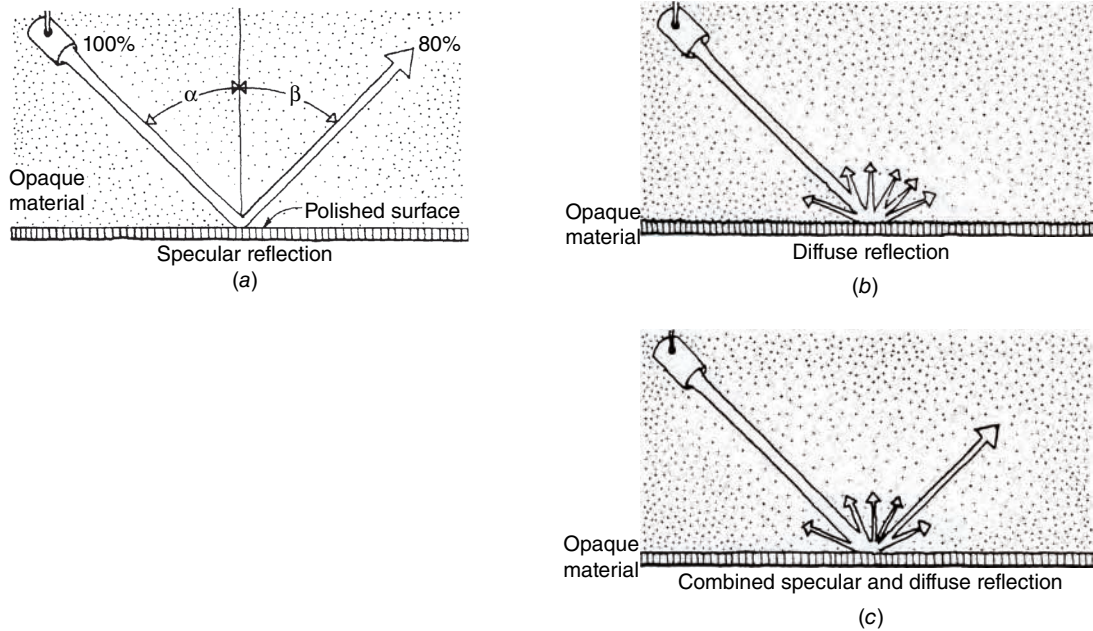 100%
80%
α
β
Opaque
material
Polished surface
Specular reflection
(a)
Opaque
material
Diffuse reflection
(b)
Opaque
material
Combined specular and diffuse reflection
(c)